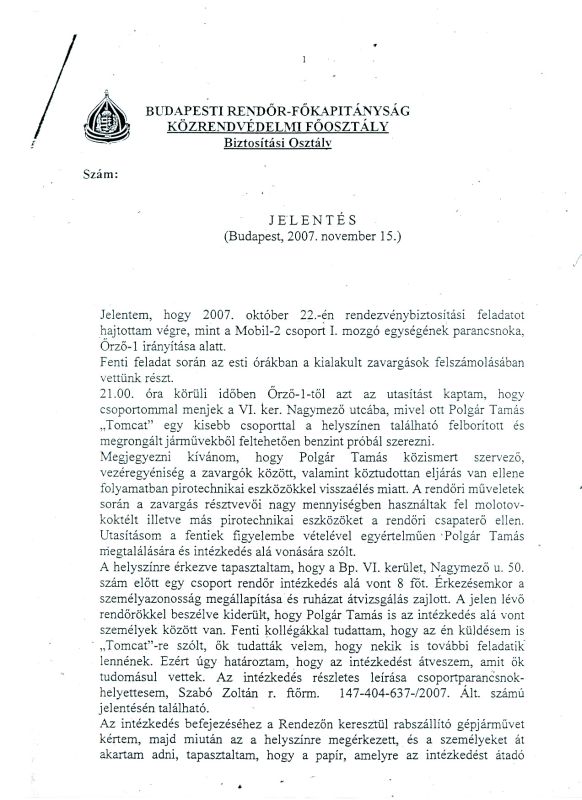 1
BUDAPESTI RENDŐR-FŐKAPITÁNYSÁG
KÖZRENDVÉDELMI FŐOSZTÁLY
Biztosítási Osztály
Szám:
JELENTÉS
(Budapest, 2007. november 15.)
Jelentem, hogy 2007. október 22.-én rendezvénybiztosítási feladatot
hajtottam végre, mint a Mobil-2 csoport I. mozgó egységének parancsnoka,
Őrző-1 irányítása alatt.
Fenti feladat során az esti órákban a kialakult zavargások felszámolásában
vettünk részt.
21.00. óra körüli időben Őrző-1-től azt az utasítást kaptam, hogy
csoportommal menjek a VI. ker. Nagymező utcába, mivel ott Polgár Tamás
„Tomcat” egy kisebb csoporttal a helyszínen található felborított és
megrongált járművekből feltehetően benzint próbál szerezni.
Megjegyezni kívánom, hogy Polgár Tamás közismert szervező,
vezéregyéniség a zavargók között, valamint köztudottan eljárás van ellene
folyamatban pirotechnikai eszközökkel visszaélés miatt. A rendőri műveletek
során a zavargás résztvevői nagy mennyiségben használtak fel molotov-
koktélt illetve más pirotechnikai eszközöket a rendőri csapaterő ellen.
Utasításom a fentiek figyelembe vételével egyértelműen Polgár Tamás
megtalálására és intézkedés alá vonására szólt.
A helyszínre érkezve tapasztaltam, hogy a Bp. VI. kerület, Nagymező u. 50.
szám előtt egy csoport rendőr intézkedés alá vont 8 főt. Érkezésemkor a
személyazonosság megállapítása és ruházat átvizsgálás zajlott. A jelen lévő
rendőrökkel beszélve kiderült, hogy Polgár Tamás is az intézkedés alá vont
személyek között van. Fenti kollégákkal tudattam, hogy az én küldésem is
„Tomcat”-re szólt, ők tudatták velem, hogy nekik is további feladatik
lennének. Ezért úgy határoztam, hogy az intézkedést átveszem, amit ők
tudomásul vettek. Az intézkedés részletes leírása csoportparancsnok-
helyettesem, Szabó Zoltán r. ftőrm. 147-404-637-/2007. Ált. számú
jelentésén található.
Az intézkedés befejezéséhez a Rendezőn keresztül rabszállító gépjárművet
kértem, majd miután az a helyszínre megérkezett, és a személyeket át
akartam adni, tapasztaltam, hogy a papír, amelyre az intézkedést átadó